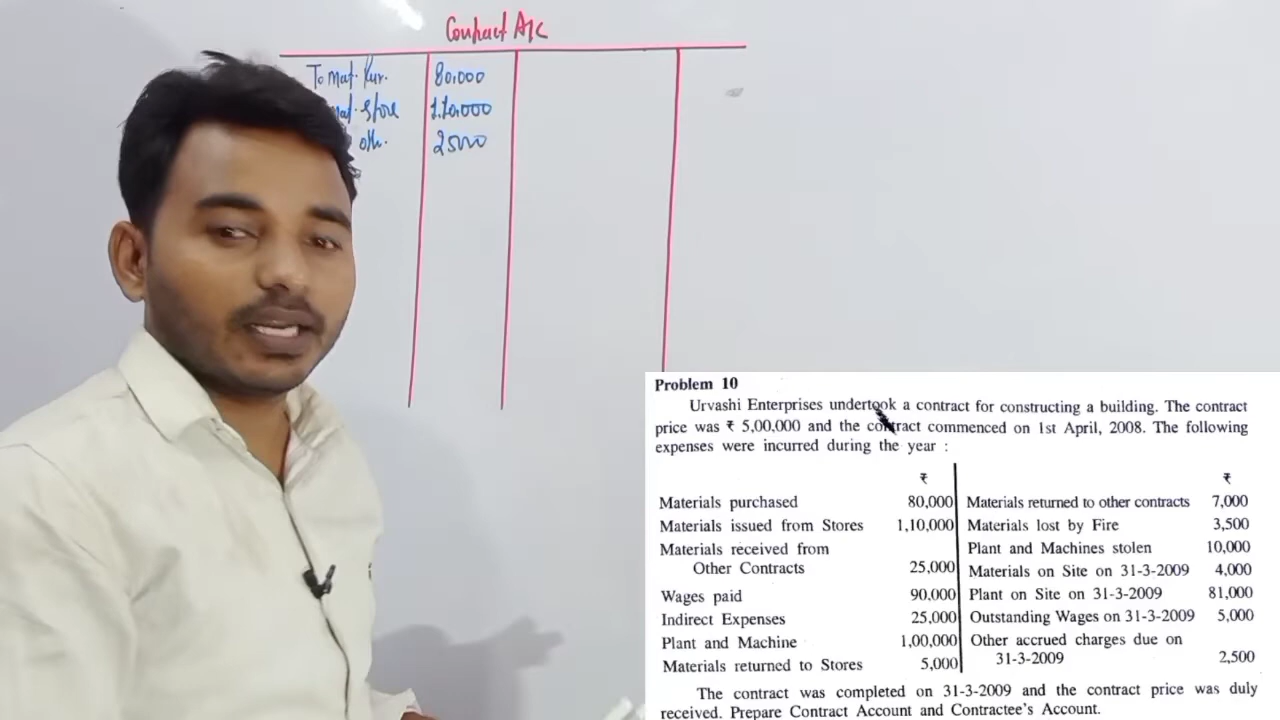 Contract A/c
To mat. Pur. 80,000
mat. Store 1,10,000
oth. 25000
Problem 10
Urvashi Enterprises undertook a contract for constructing a building. The contract
price was ₹ 5,00,000 and the contract commenced on 1st April, 2008. The following
expenses were incurred during the year :
₹ ₹
Materials purchased 80,000 Materials returned to other contracts 7,000
Materials issued from Stores 1,10,000 Materials lost by Fire 3,500
Materials received from Plant and Machines stolen 10,000
Other Contracts 25,000 Materials on Site on 31-3-2009 4,000
Wages paid 90,000 Plant on Site on 31-3-2009 81,000
Indirect Expenses 25,000 Outstanding Wages on 31-3-2009 5,000
Plant and Machine 1,00,000 Other accrued charges due on
Materials returned to Stores 5,000 31-3-2009 2,500
The contract was completed on 31-3-2009 and the contract price was duly
received. Prepare Contract Account and Contractee's Account.